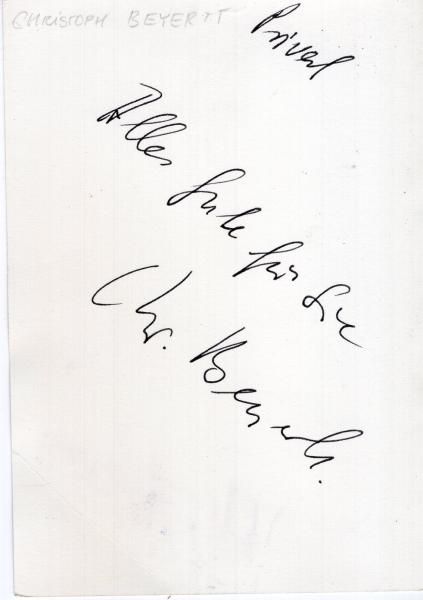 CHRISTOPH BEYERTT
Privat
Alles Gute für Sie
Chr. Beyertt.